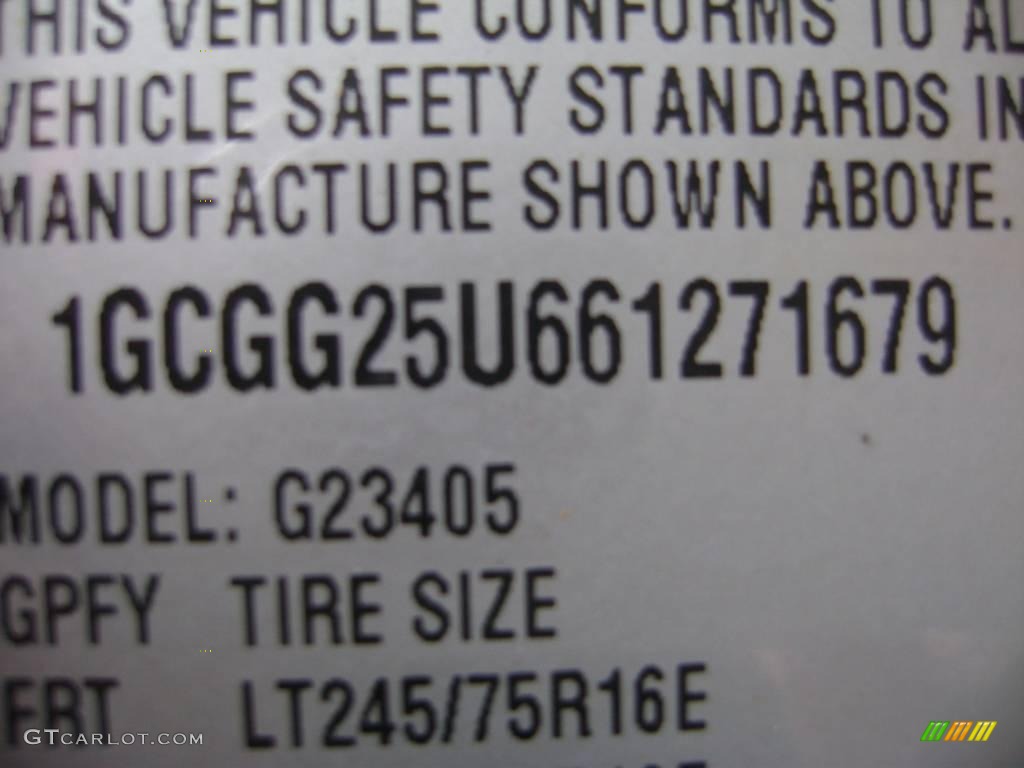 THIS VEHICLE CONFORMS TO AL
VEHICLE SAFETY STANDARDS IN
MANUFACTURE SHOWN ABOVE.
1GCGG25U661271679
MODEL: G23405
GPFY TIRE SIZE
FRT LT245/75R16E
GTCARLOT.COM